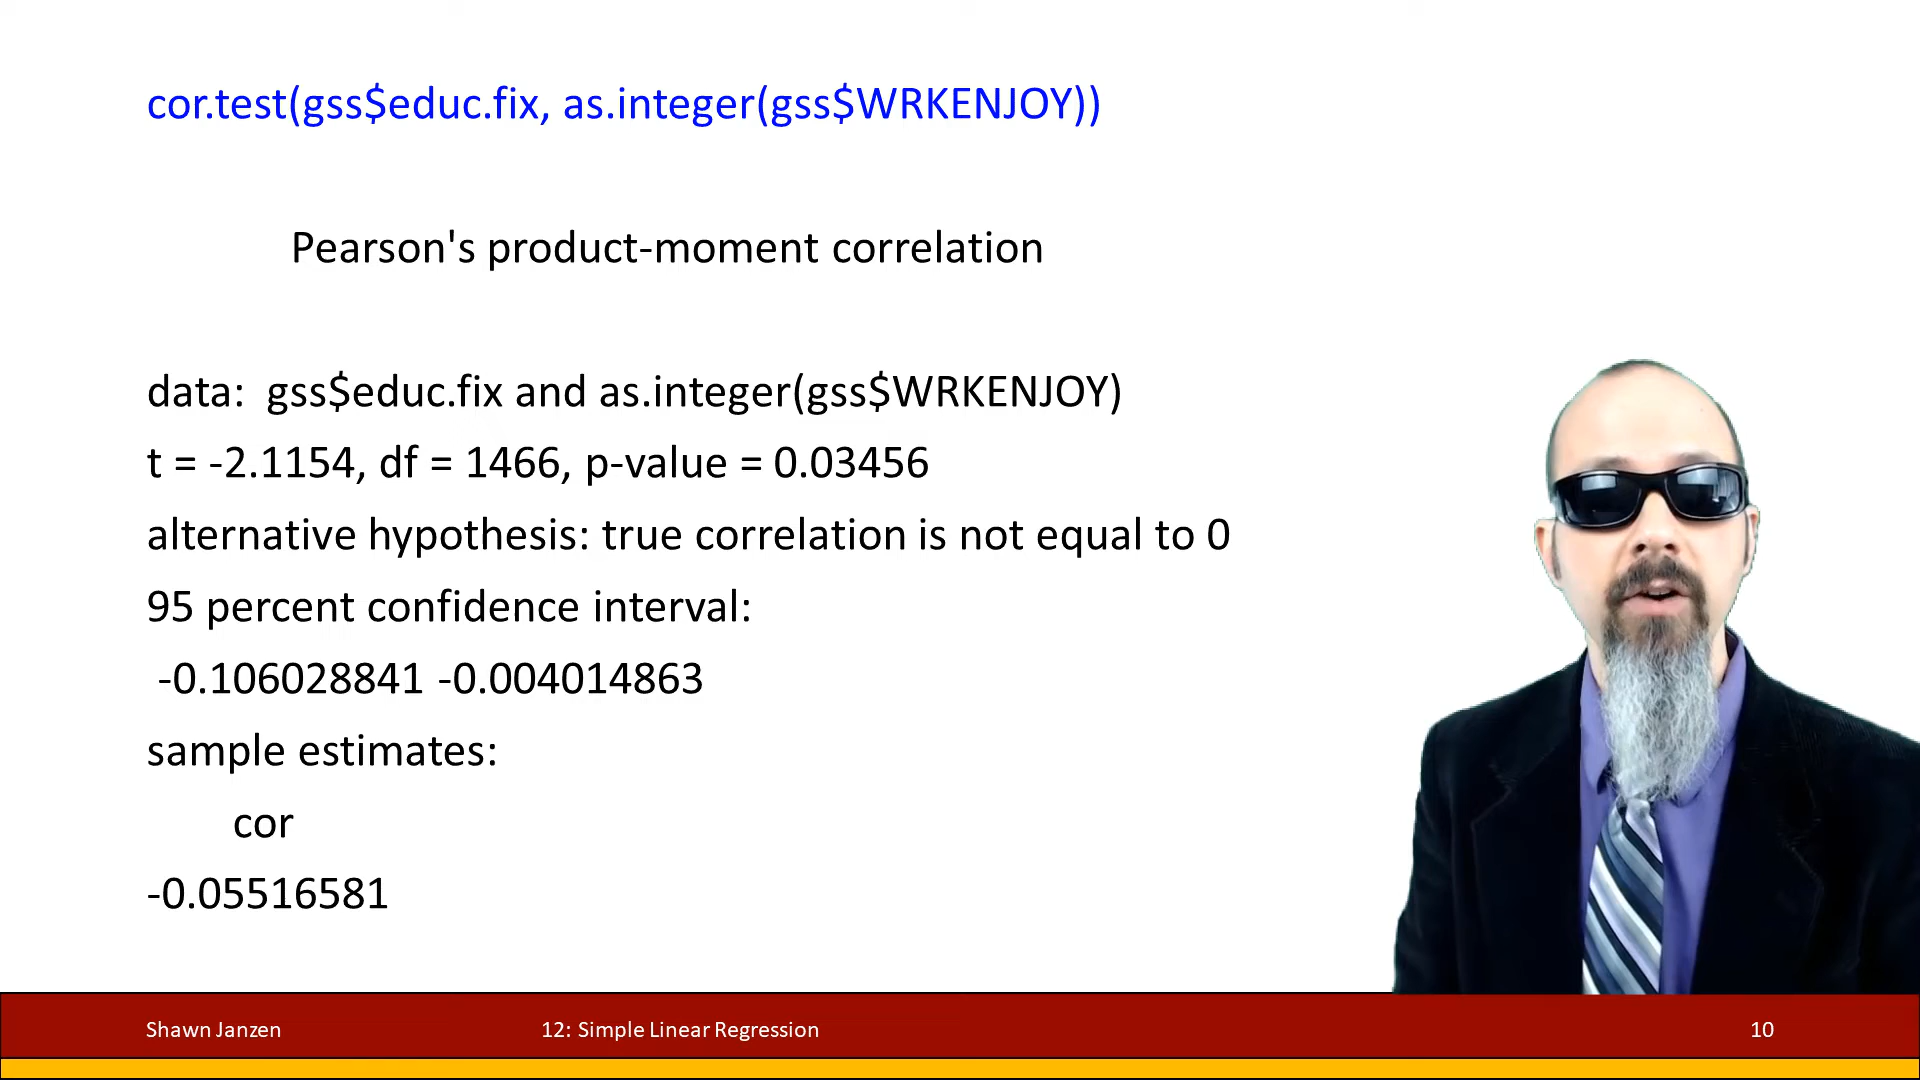 cor.test(gss$educ.fix, as.integer(gss$WRKENJOY))
Pearson's product-moment correlation
data:  gss$educ.fix and as.integer(gss$WRKENJOY)
t = -2.1154, df = 1466, p-value = 0.03456
alternative hypothesis: true correlation is not equal to 0
95 percent confidence interval:
-0.106028841 -0.004014863
sample estimates:
cor
-0.05516581
Shawn Janzen
12: Simple Linear Regression
10